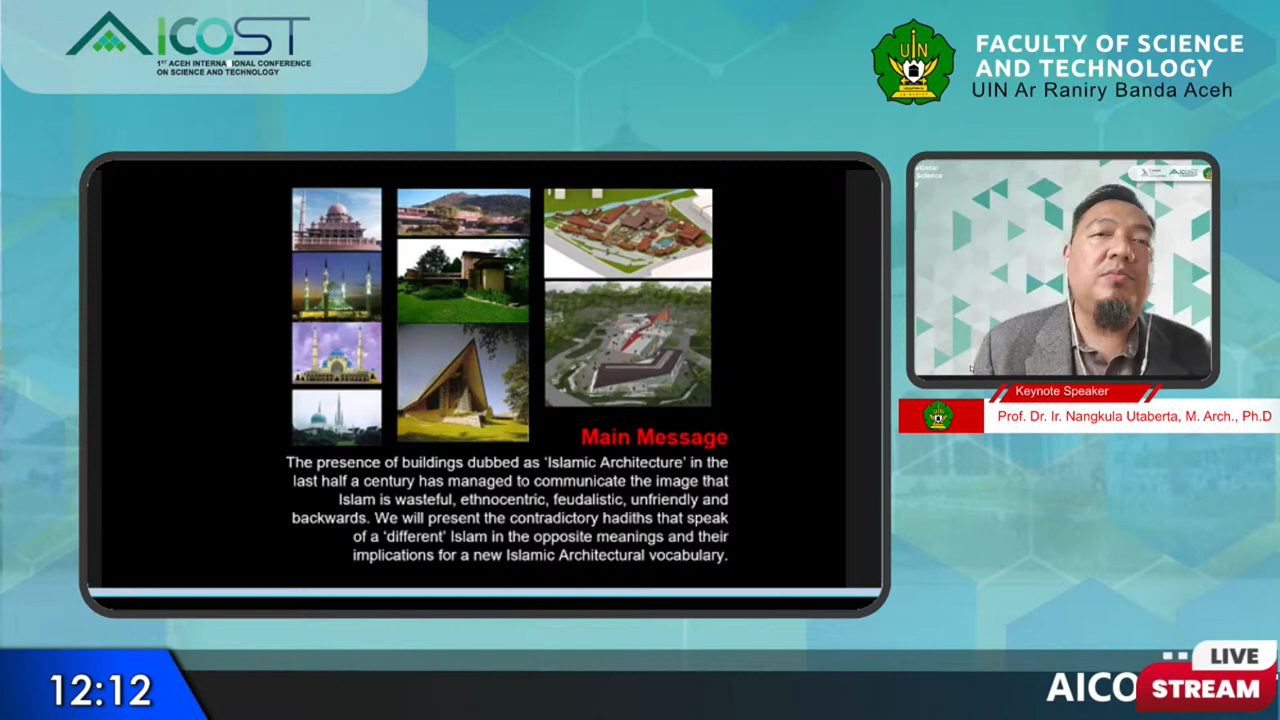 AICOST
1ST ACEH INTERNATIONAL CONFERENCE
ON SCIENCE AND TECHNOLOGY
UIN
FACULTY OF SCIENCE
AND TECHNOLOGY
UIN Ar Raniry Banda Aceh
Science
Main Message
The presence of buildings dubbed as 'Islamic Architecture' in the
last half a century has managed to communicate the image that
Islam is wasteful, ethnocentric, feudalistic, unfriendly and
backwards. We will present the contradictory hadiths that speak
of a 'different' Islam in the opposite meanings and their
implications for a new Islamic Architectural vocabulary.
Keynote Speaker
Prof. Dr. Ir. Nangkula Utaberta, M. Arch., Ph.D
12:12
AICO
LIVE
STREAM